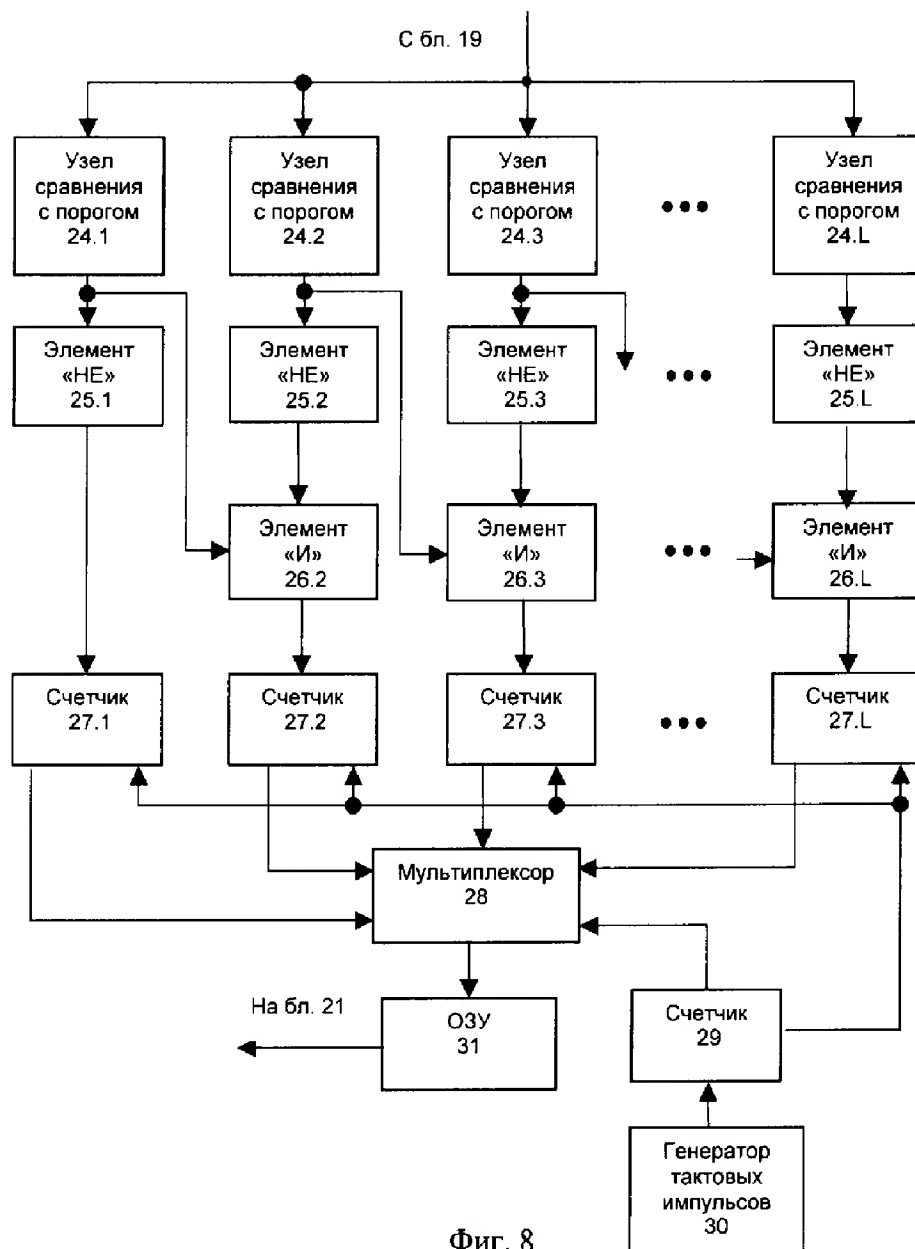 С бл. 19
Узел
сравнения
с порогом
24.1
Узел
сравнения
с порогом
24.2
Узел
сравнения
с порогом
24.3
Узел
сравнения
с порогом
24.L
Элемент
«НЕ»
25.1
Элемент
«НЕ»
25.2
Элемент
«НЕ»
25.3
Элемент
«НЕ»
25.L
Элемент
«И»
26.2
Элемент
«И»
26.3
Элемент
«И»
26.L
Счетчик
27.1
Счетчик
27.2
Счетчик
27.3
Счетчик
27.L
Мультиплексор
28
На бл. 21
ОЗУ
31
Счетчик
29
Генератор
тактовых
импульсов
30
Фиг. 8